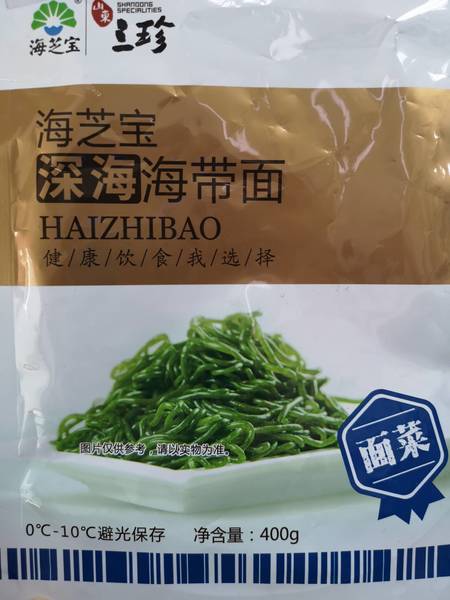 海芝宝
®
山東
SHANDONG
SPECIALITIES
三珍
海芝宝
深海海带面
HAIZHIBAO
健/康/饮/食/我/选/择
图片仅供参考，请以实物为准。
面菜
0℃-10℃避光保存 净含量：400g